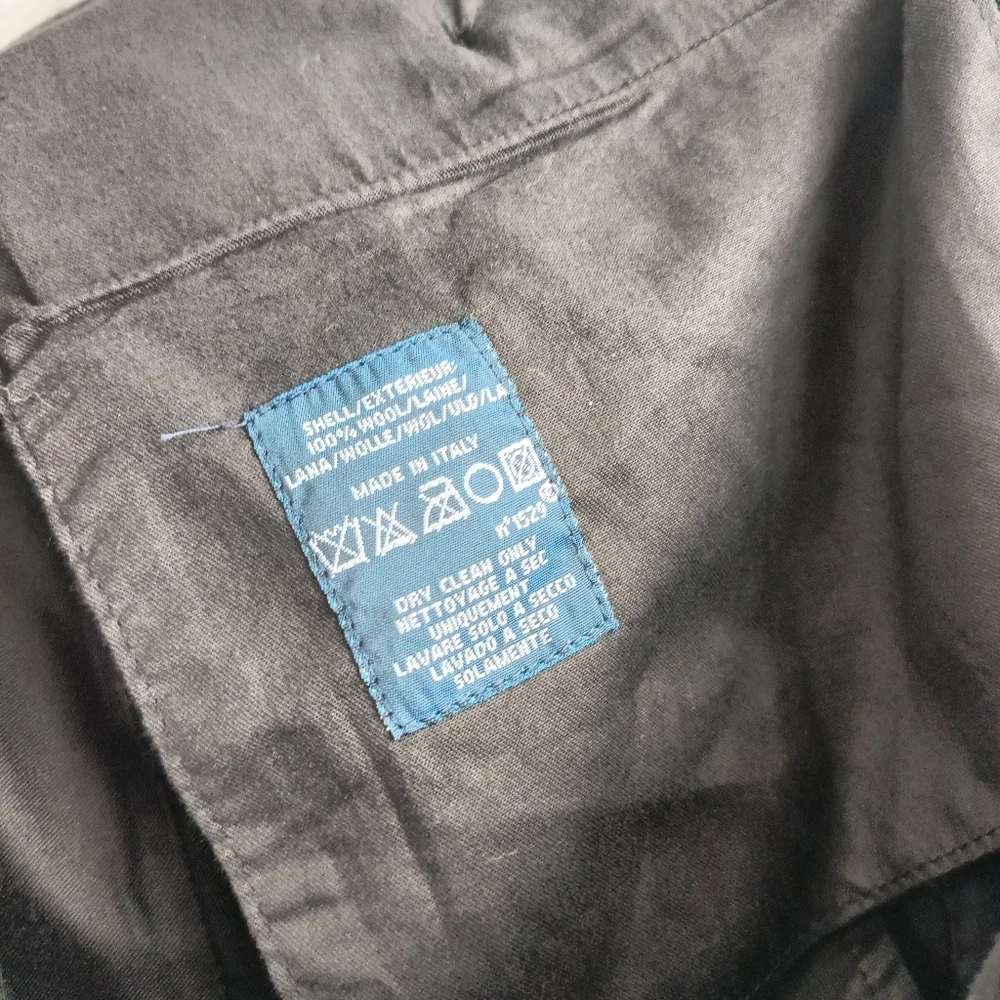 SHELL/EXTERIEUR:
100% WOOL/LAINE/
LANA/WOLLE/WOL/ULD/LA
MADE IN ITALY
n°1529
DRY CLEAN ONLY
NETTOYAGE A SEC
UNIQUEMENT
LAVARE SOLO A SECCO
LAVADO A SECO
SOLAMENTE